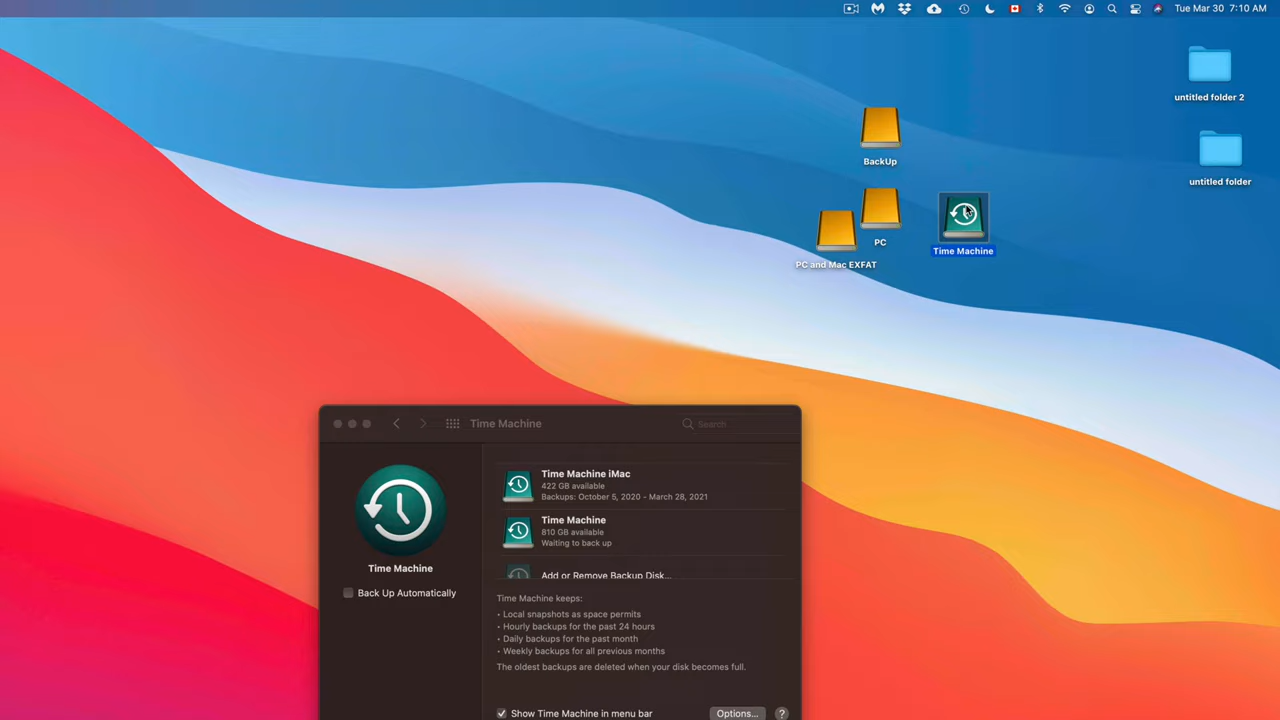 Tue Mar 30 7:10 AM
untitled folder 2
BackUp
untitled folder
PC
Time Machine
PC and Mac EXFAT
Time Machine
Search
Time Machine iMac
422 GB available
Backups: October 5, 2020 - March 28, 2021
Time Machine
810 GB available
Waiting to back up
Time Machine
Add or Remove Backup Disk...
Back Up Automatically
Time Machine keeps:
• Local snapshots as space permits
• Hourly backups for the past 24 hours
• Daily backups for the past month
• Weekly backups for all previous months
The oldest backups are deleted when your disk becomes full.
Show Time Machine in menu bar
Options...
?